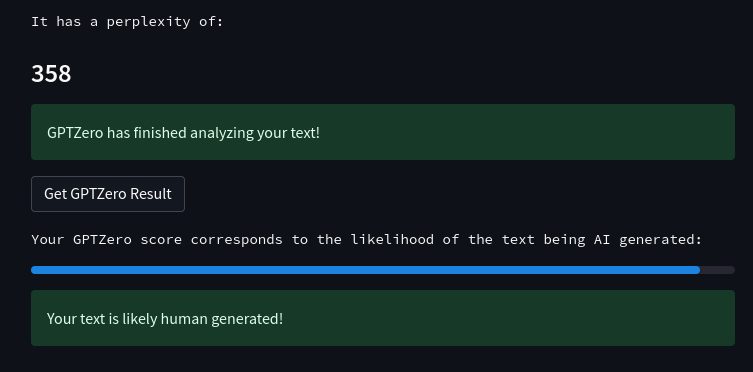 It has a perplexity of:
358
GPTZero has finished analyzing your text!
Get GPTZero Result
Your GPTZero score corresponds to the likelihood of the text being AI generated:
Your text is likely human generated!